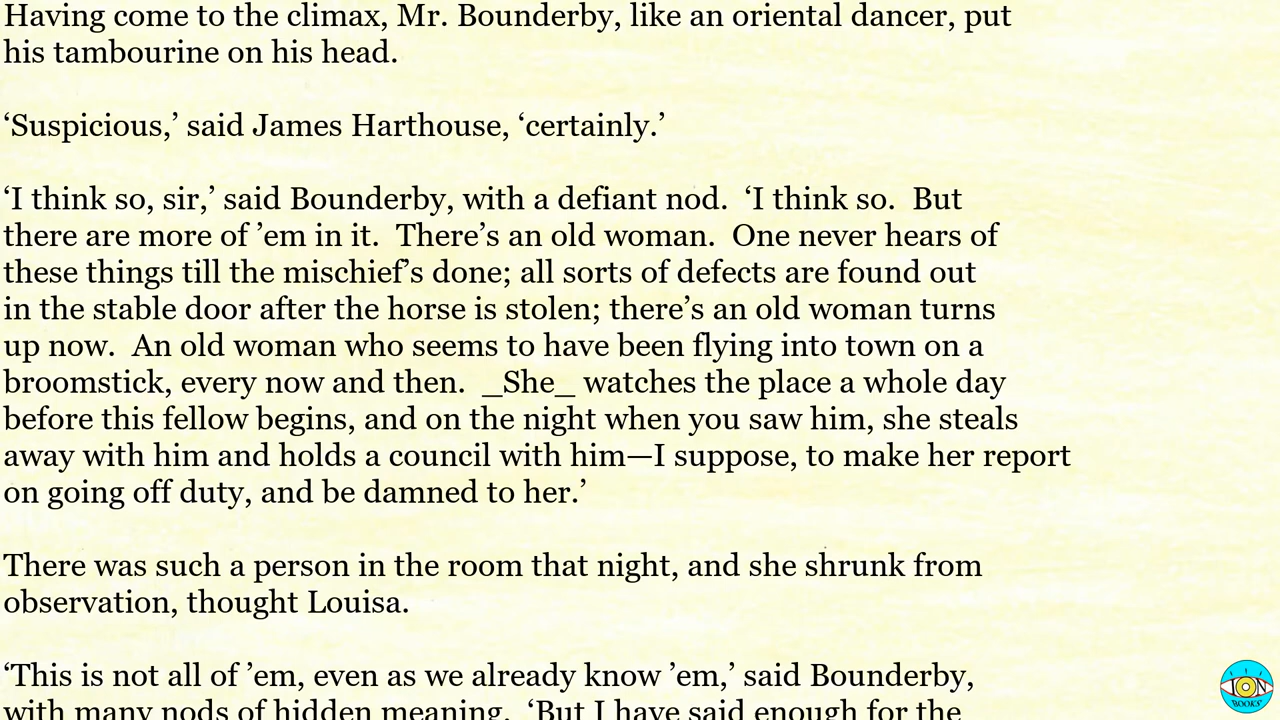 Having come to the climax, Mr. Bounderby, like an oriental dancer, put
his tambourine on his head.
‘Suspicious,’ said James Harthouse, ‘certainly.’
‘I think so, sir,’ said Bounderby, with a defiant nod.  ‘I think so.  But
there are more of ’em in it.  There’s an old woman.  One never hears of
these things till the mischief’s done; all sorts of defects are found out
in the stable door after the horse is stolen; there’s an old woman turns
up now.  An old woman who seems to have been flying into town on a
broomstick, every now and then.  _She_ watches the place a whole day
before this fellow begins, and on the night when you saw him, she steals
away with him and holds a council with him—I suppose, to make her report
on going off duty, and be damned to her.’
There was such a person in the room that night, and she shrunk from
observation, thought Louisa.
‘This is not all of ’em, even as we already know ’em,’ said Bounderby,
with many nods of hidden meaning.  ‘But I have said enough for the
ION
BOOKS